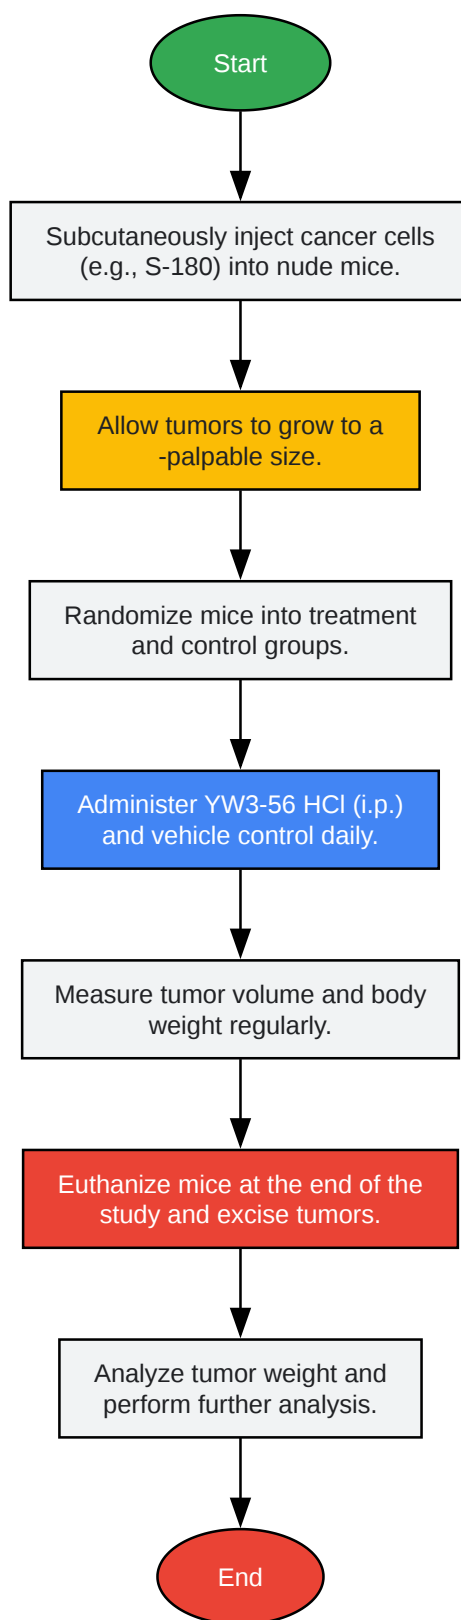 Start
Subcutaneously inject cancer cells
(e.g., S-180) into nude mice.
Allow tumors to grow to a
-palpable size.
Randomize mice into treatment
and control groups.
Administer YW3-56 HCl (i.p.)
and vehicle control daily.
Measure tumor volume and body
weight regularly.
Euthanize mice at the end of the
study and excise tumors.
Analyze tumor weight and
perform further analysis.
End